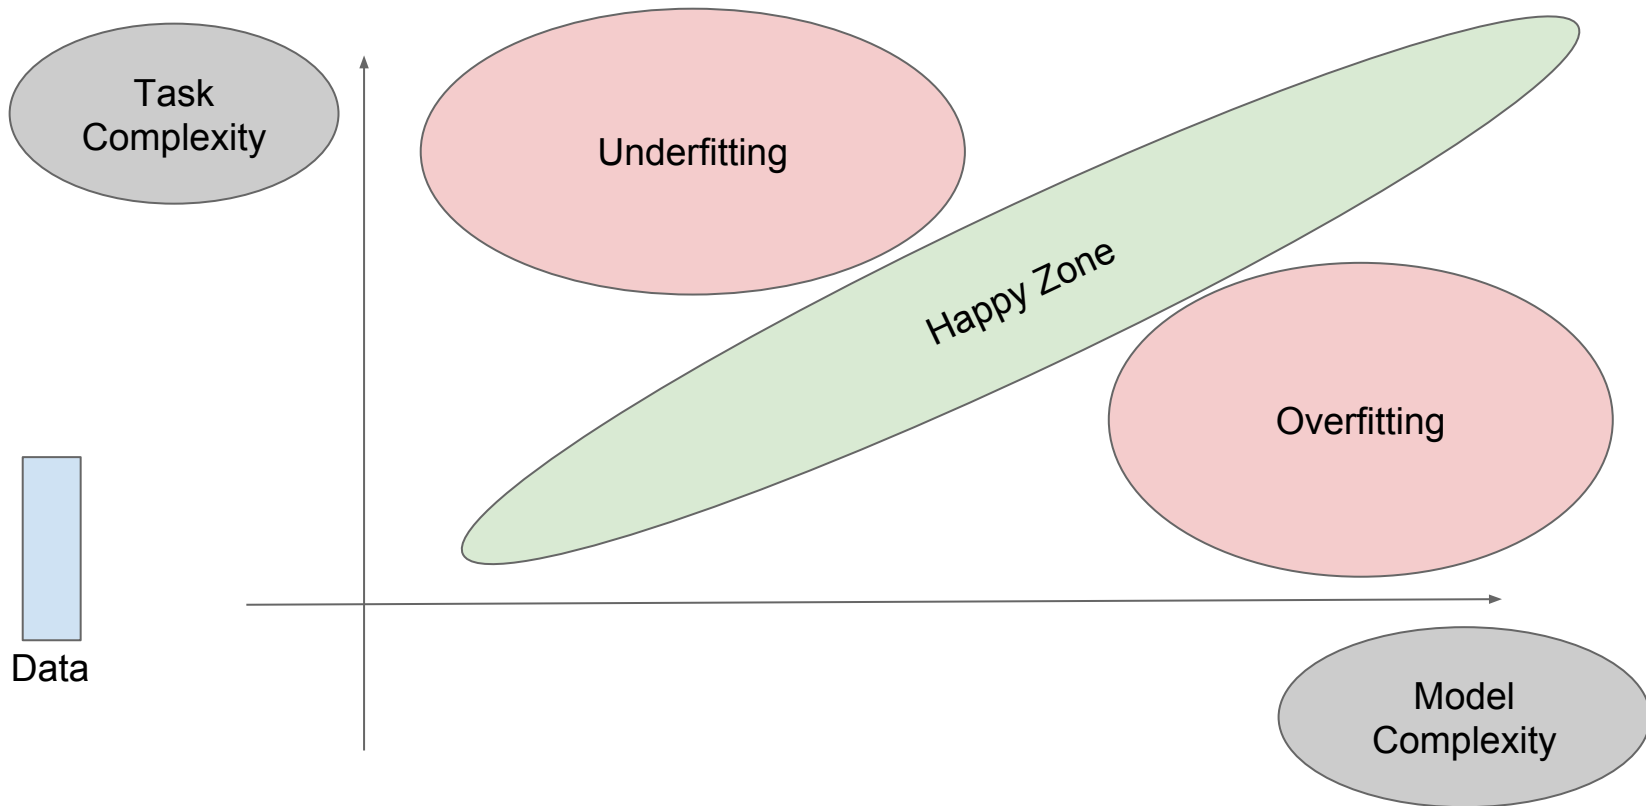 Task
Complexity
Underfitting
Happy Zone
Overfitting
Data
Model
Complexity